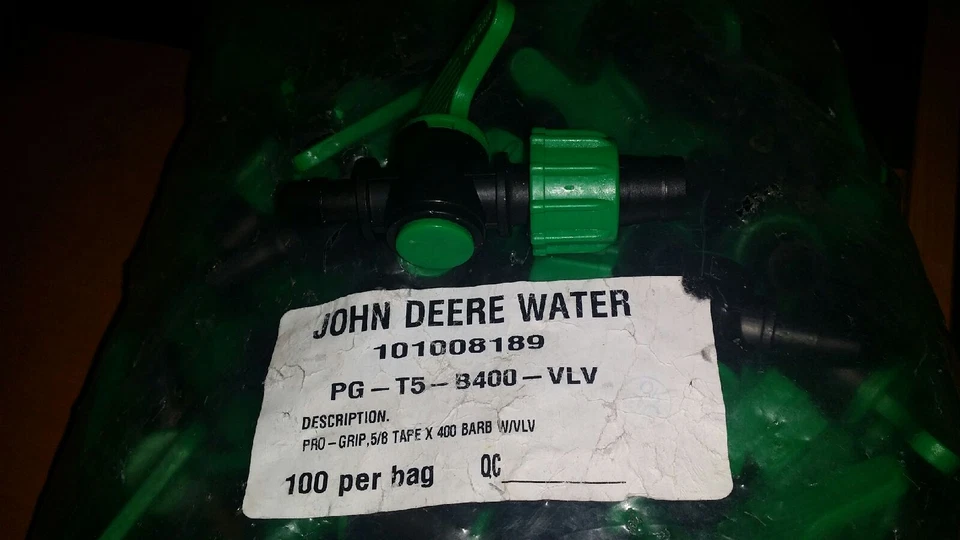 JOHN DEERE WATER
101008189
PG-T5-B400-VLV
DESCRIPTION.
PRO-GRIP,5/8 TAPE X 400 BARB W/VLV
100 per bag QC